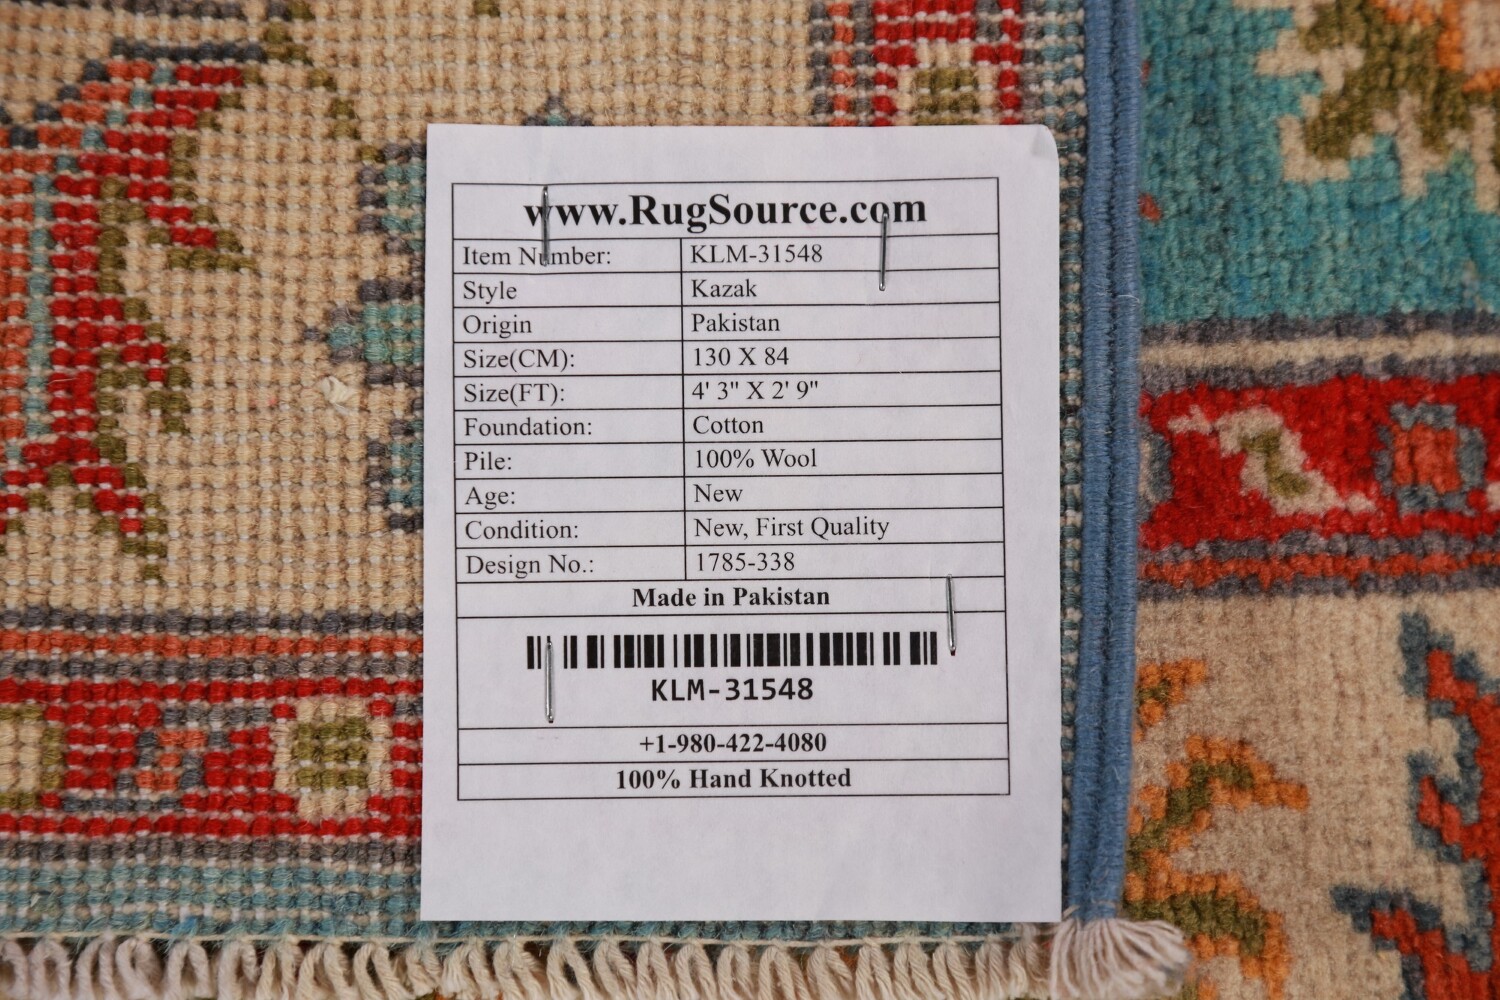 www.RugSource.com
Item Number: KLM-31548
Style Kazak
Origin Pakistan
Size(CM): 130 X 84
Size(FT): 4' 3" X 2' 9"
Foundation: Cotton
Pile: 100% Wool
Age: New
Condition: New, First Quality
Design No.: 1785-338
Made in Pakistan
KLM-31548
+1-980-422-4080
100% Hand Knotted